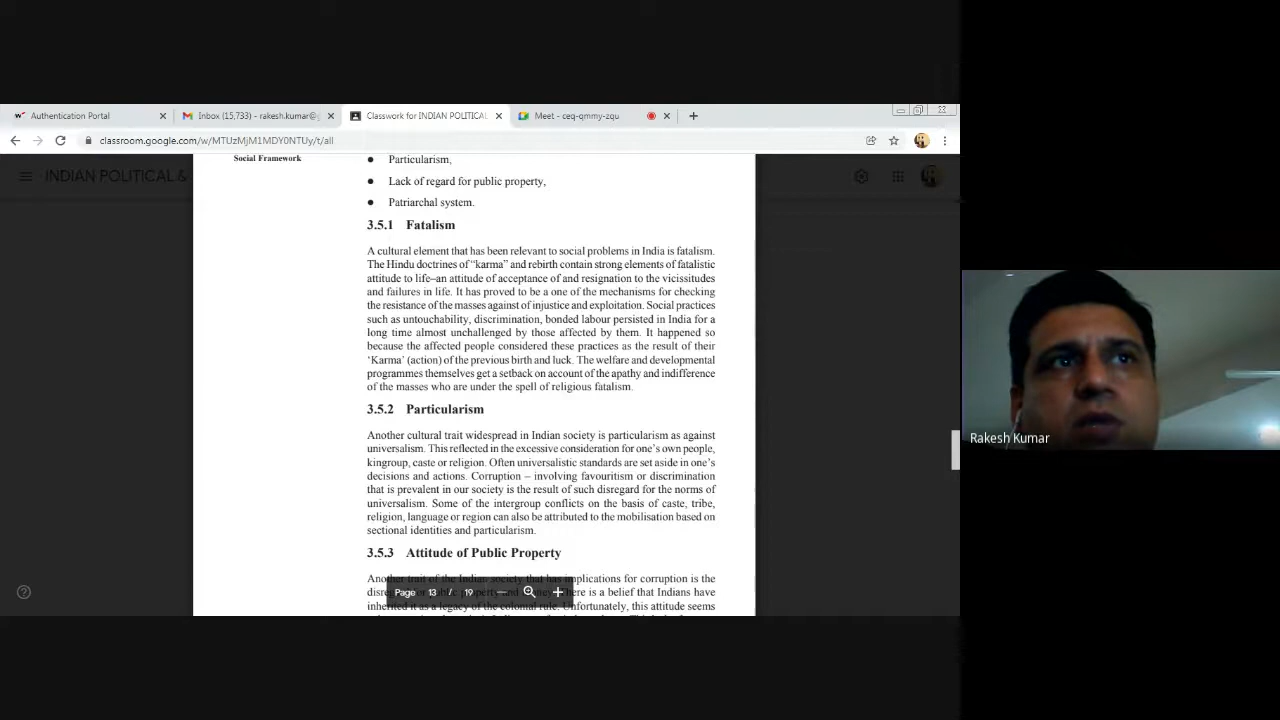 Authentication Portal
Inbox (15,733) - rakesh.kumar@g
Classwork for INDIAN POLITICAL
Meet - ceq-qmmy-zqu
classroom.google.com/w/MTUzMjM1MDY0NTUy/t/all
INDIAN POLITICAL &
Social Framework
● Particularism,
● Lack of regard for public property,
● Patriarchal system.
3.5.1 Fatalism
A cultural element that has been relevant to social problems in India is fatalism.
The Hindu doctrines of “karma” and rebirth contain strong elements of fatalistic
attitude to life–an attitude of acceptance of and resignation to the vicissitudes
and failures in life. It has proved to be a one of the mechanisms for checking
the resistance of the masses against of injustice and exploitation. Social practices
such as untouchability, discrimination, bonded labour persisted in India for a
long time almost unchallenged by those affected by them. It happened so
because the affected people considered these practices as the result of their
‘Karma’ (action) of the previous birth and luck. The welfare and developmental
programmes themselves get a setback on account of the apathy and indifference
of the masses who are under the spell of religious fatalism.
3.5.2 Particularism
Another cultural trait widespread in Indian society is particularism as against
universalism. This reflected in the excessive consideration for one’s own people,
kingroup, caste or religion. Often universalistic standards are set aside in one’s
decisions and actions. Corruption – involving favouritism or discrimination
that is prevalent in our society is the result of such disregard for the norms of
universalism. Some of the intergroup conflicts on the basis of caste, tribe,
religion, language or region can also be attributed to the mobilisation based on
sectional identities and particularism.
3.5.3 Attitude of Public Property
Another trait of the Indian society that has implications for corruption is the
Page 13 / 19
here is a belief that Indians have
inherited it as a legacy of the colonial rule. Unfortunately, this attitude seems
Rakesh Kumar